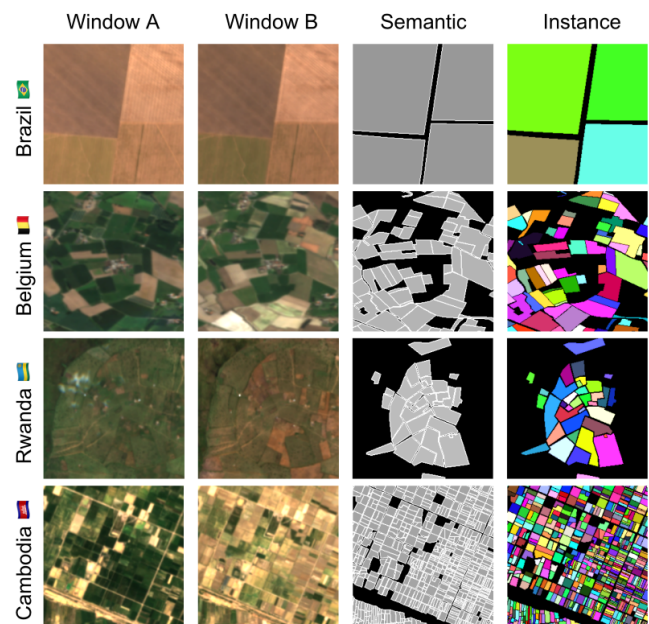 Window A Window B Semantic Instance
Brazil 🇧🇷
Belgium 🇧🇪
Rwanda 🇷🇼
Cambodia 🇰🇭